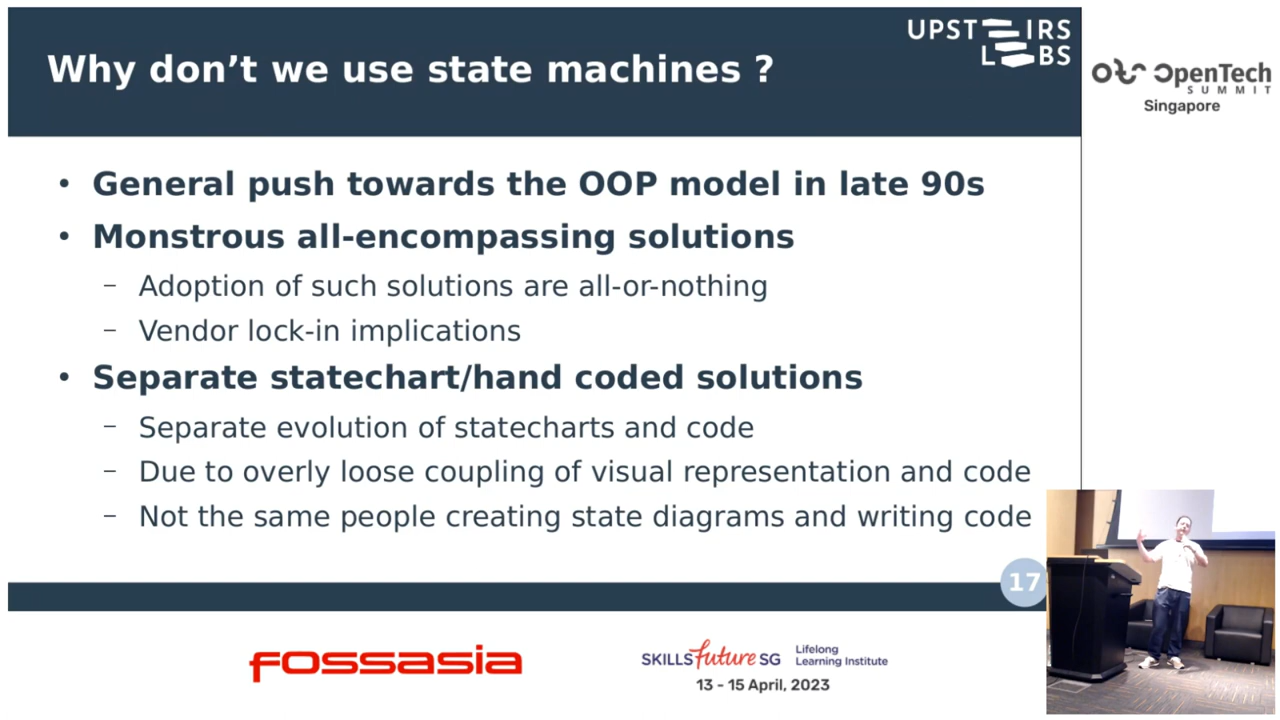 Why don’t we use state machines ?
UPSTAIRS
LABS
OpenTech
SUMMIT
Singapore
• General push towards the OOP model in late 90s
• Monstrous all-encompassing solutions
– Adoption of such solutions are all-or-nothing
– Vendor lock-in implications
• Separate statechart/hand coded solutions
– Separate evolution of statecharts and code
– Due to overly loose coupling of visual representation and code
– Not the same people creating state diagrams and writing code
17
fossasia
SKILLSfuture SG
Lifelong
Learning Institute
13 - 15 April, 2023